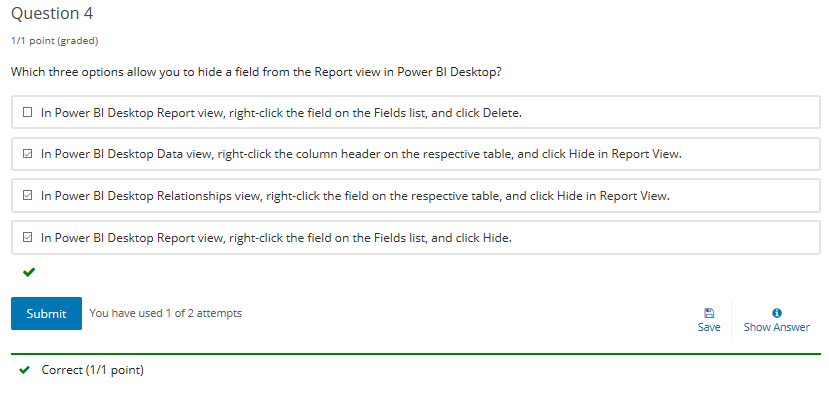 Question 4
1/1 point (graded)
Which three options allow you to hide a field from the Report view in Power BI Desktop?
In Power BI Desktop Report view, right-click the field on the Fields list, and click Delete.
In Power BI Desktop Data view, right-click the column header on the respective table, and click Hide in Report View.
In Power BI Desktop Relationships view, right-click the field on the respective table, and click Hide in Report View.
In Power BI Desktop Report view, right-click the field on the Fields list, and click Hide.
Submit You have used 1 of 2 attempts
Save Show Answer
Correct (1/1 point)